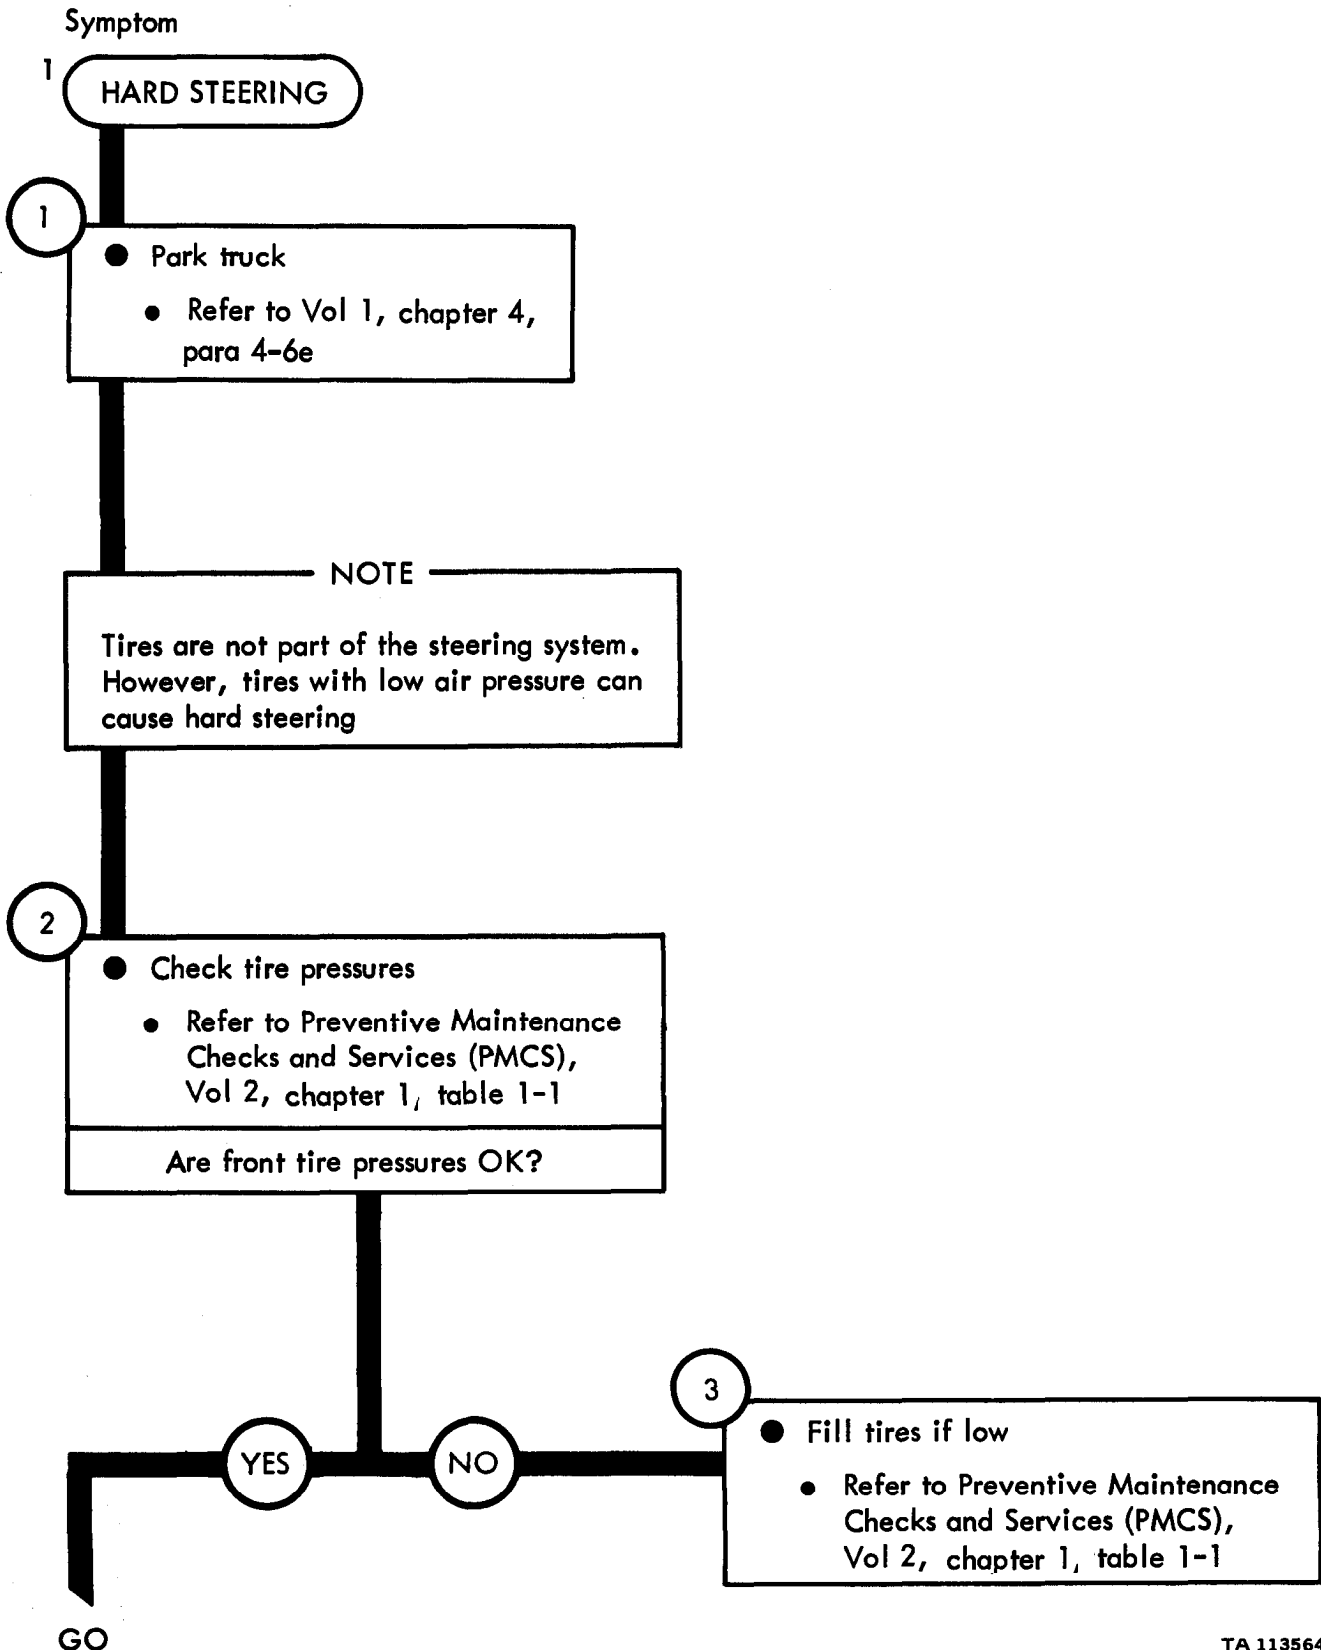 Symptom
1
HARD STEERING
1
● Park truck
● Refer to Vol 1, chapter 4,
para 4-6e
NOTE
Tires are not part of the steering system.
However, tires with low air pressure can
cause hard steering
2
● Check tire pressures
● Refer to Preventive Maintenance
Checks and Services (PMCS),
Vol 2, chapter 1, table 1-1
Are front tire pressures OK?
YES
NO
3
● Fill tires if low
● Refer to Preventive Maintenance
Checks and Services (PMCS),
Vol 2, chapter 1, table 1-1
GO
TA 113564